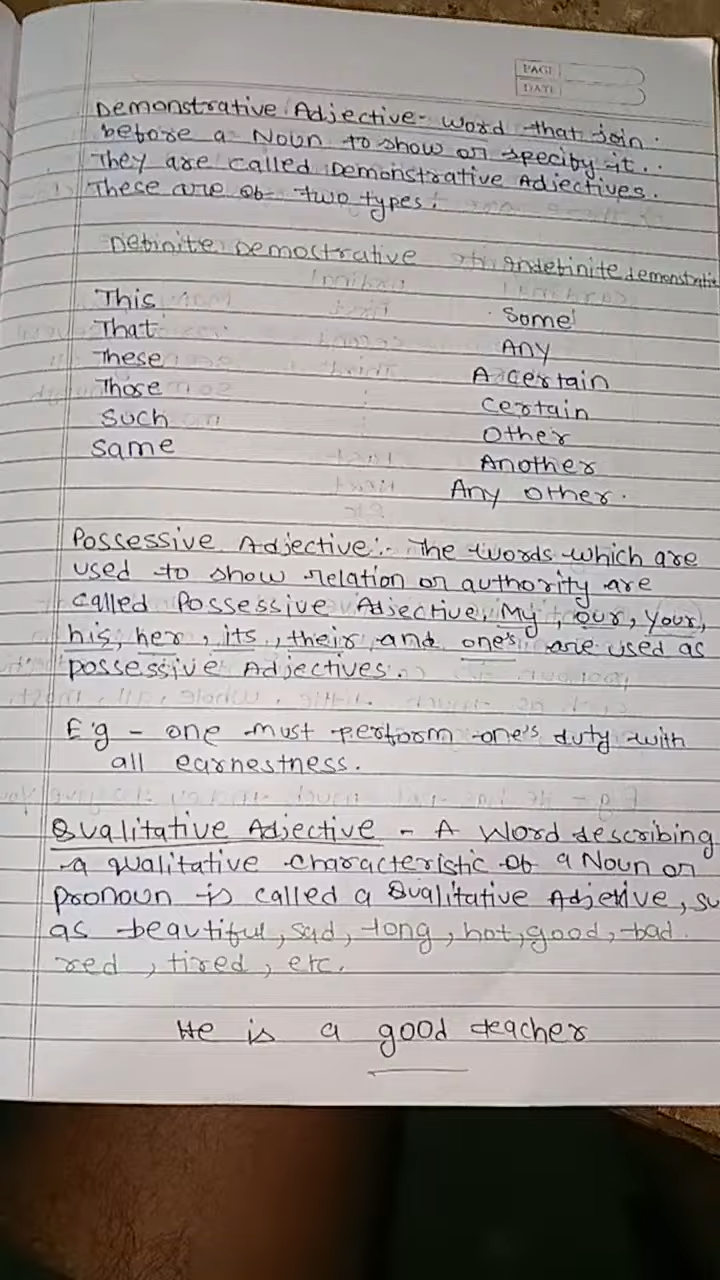 PAGE
DATE
Demonstrative Adjective - Word that join
before a Noun to show or specify it.
They are called Demonstrative Adjectives.
These are of two types:
Definite Demostrative Indefinite demonstrative
This Some
That Any
These A certain
Those Certain
Such Other
Same Another
Any other.
Possessive Adjective:- The words which are
used to show relation or authority are
called Possessive Adjective. My, our, your,
his, her, its, their and one's are used as
possessive Adjectives.
E'g - one must perform one's duty with
all earnestness.
Qualitative Adjective - A Word describing
a qualitative characteristic of a Noun or
pronoun is called a Qualitative Adjetive, su
as beautiful, sad, long, hot, good, bad.
red, tired, etc.
He is a good teacher